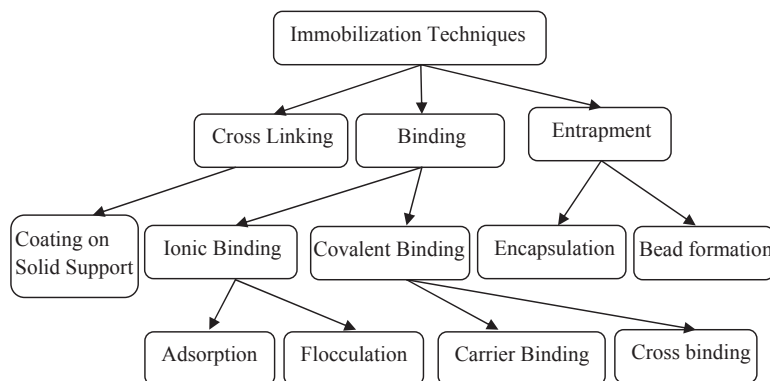 Immobilization Techniques
Cross Linking
Binding
Entrapment
Coating on
Solid Support
Ionic Binding
Covalent Binding
Encapsulation
Bead formation
Adsorption
Flocculation
Carrier Binding
Cross binding